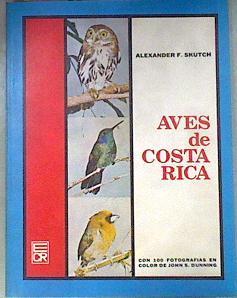 ALEXANDER F. SKUTCH
AVES
de
COSTA
RICA
CON 100 FOTOGRAFIAS EN
COLOR DE JOHN S. DUNNING